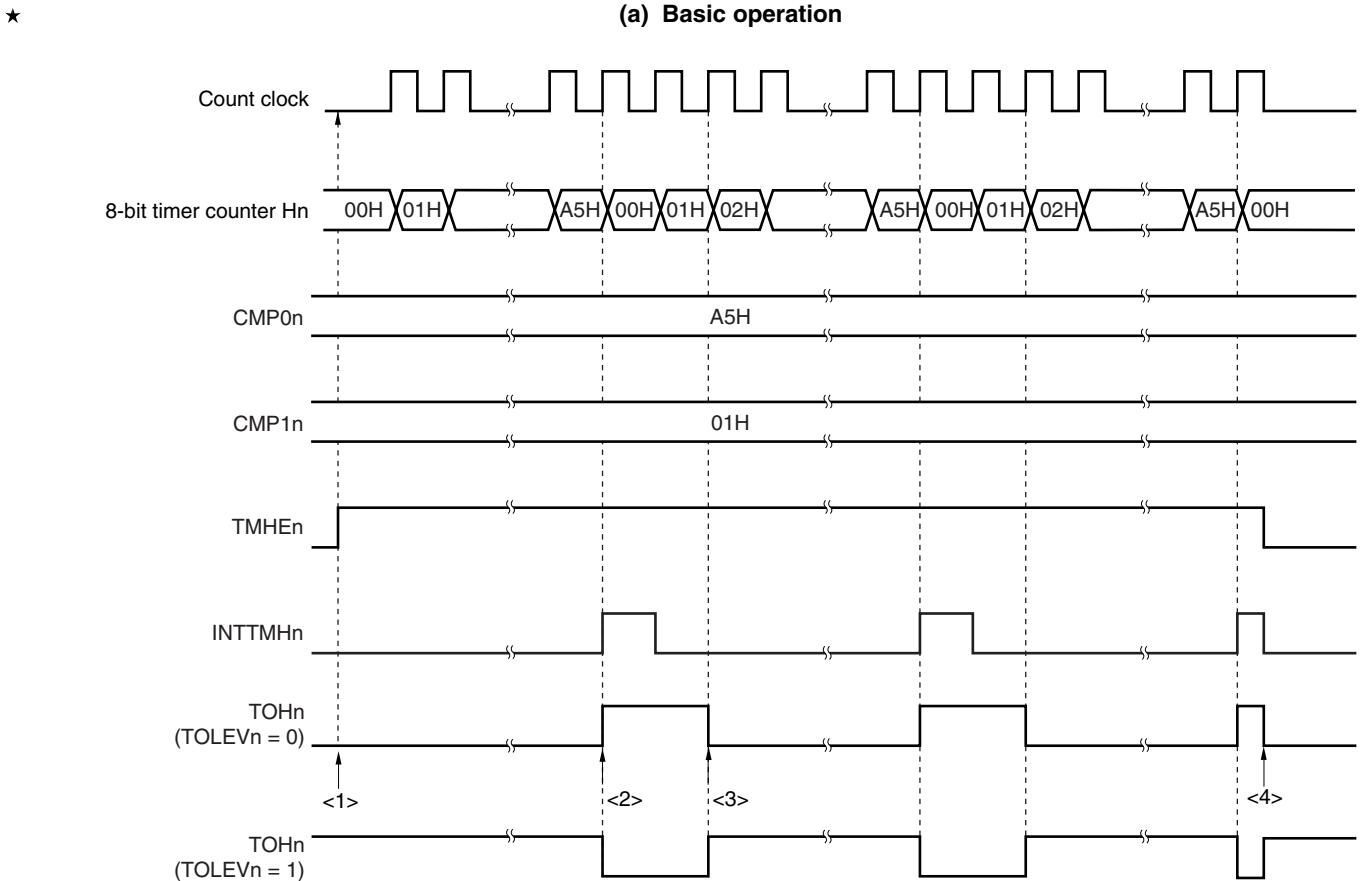 ★
(a) Basic operation
Count clock
8-bit timer counter Hn
00H 01H A5H 00H 01H 02H A5H 00H 01H 02H A5H 00H
CMP0n
A5H
CMP1n
01H
TMHEn
INTTMHn
TOHn
(TOLEVn = 0)
<1> <2> <3> <4>
TOHn
(TOLEVn = 1)